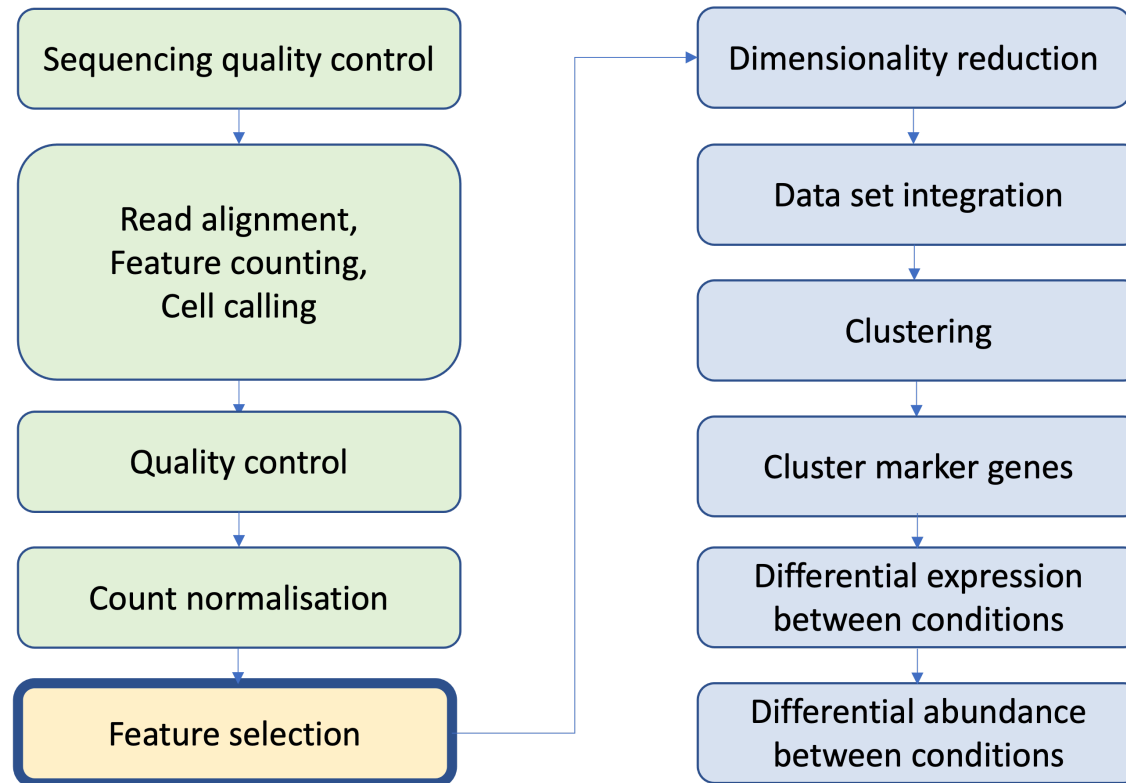 Sequencing quality control
Read alignment,
Feature counting,
Cell calling
Quality control
Count normalisation
Feature selection
Dimensionality reduction
Data set integration
Clustering
Cluster marker genes
Differential expression
between conditions
Differential abundance
between conditions